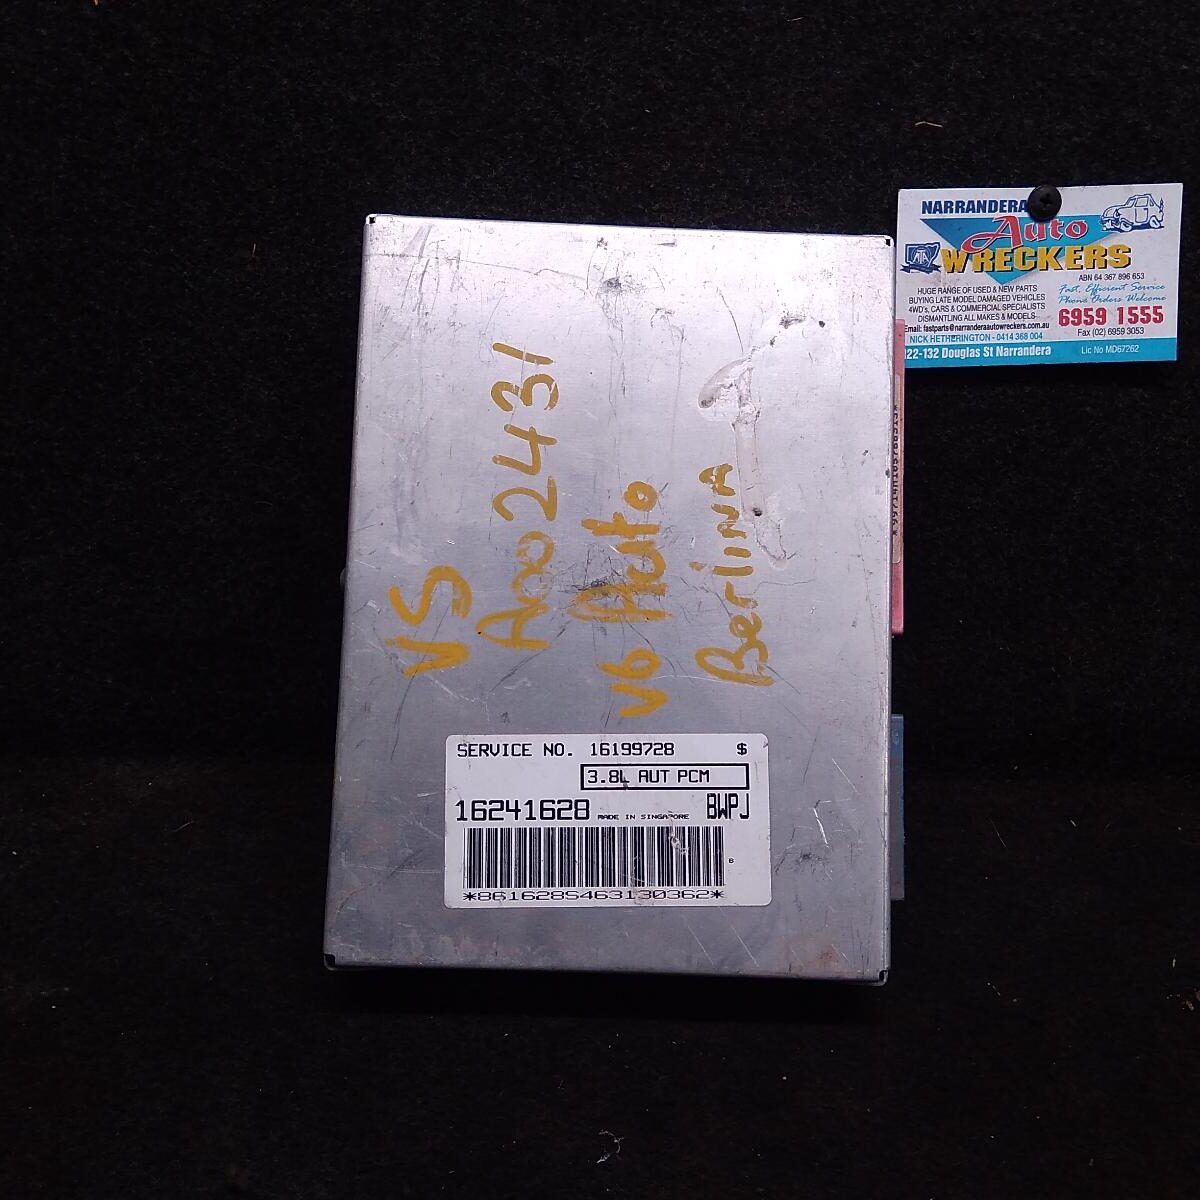 NARRANDERA
Auto
WRECKERS
ABN 64 367 896 653
HUGE RANGE OF USED & NEW PARTS
BUYING LATE MODEL DAMAGED VEHICLES
4WD's, CARS & COMMERCIAL SPECIALISTS
DISMANTLING ALL MAKES & MODELS
Fast, Efficient Service
Phone Orders Welcome
6959 1555
Email: fastparts@narranderaautowreckers.com.au
Fax (02) 6959 3053
NICK HETHERINGTON - 0414 368 004
122-132 Douglas St Narrandera
Lic No MD67262
VS
A002431
V6 Auto
BerliNA
SERVICE NO. 16199728 $
3.8L AUT PCM
16241628 MADE IN SINGAPORE BWPJ
B
*861628S463130362*